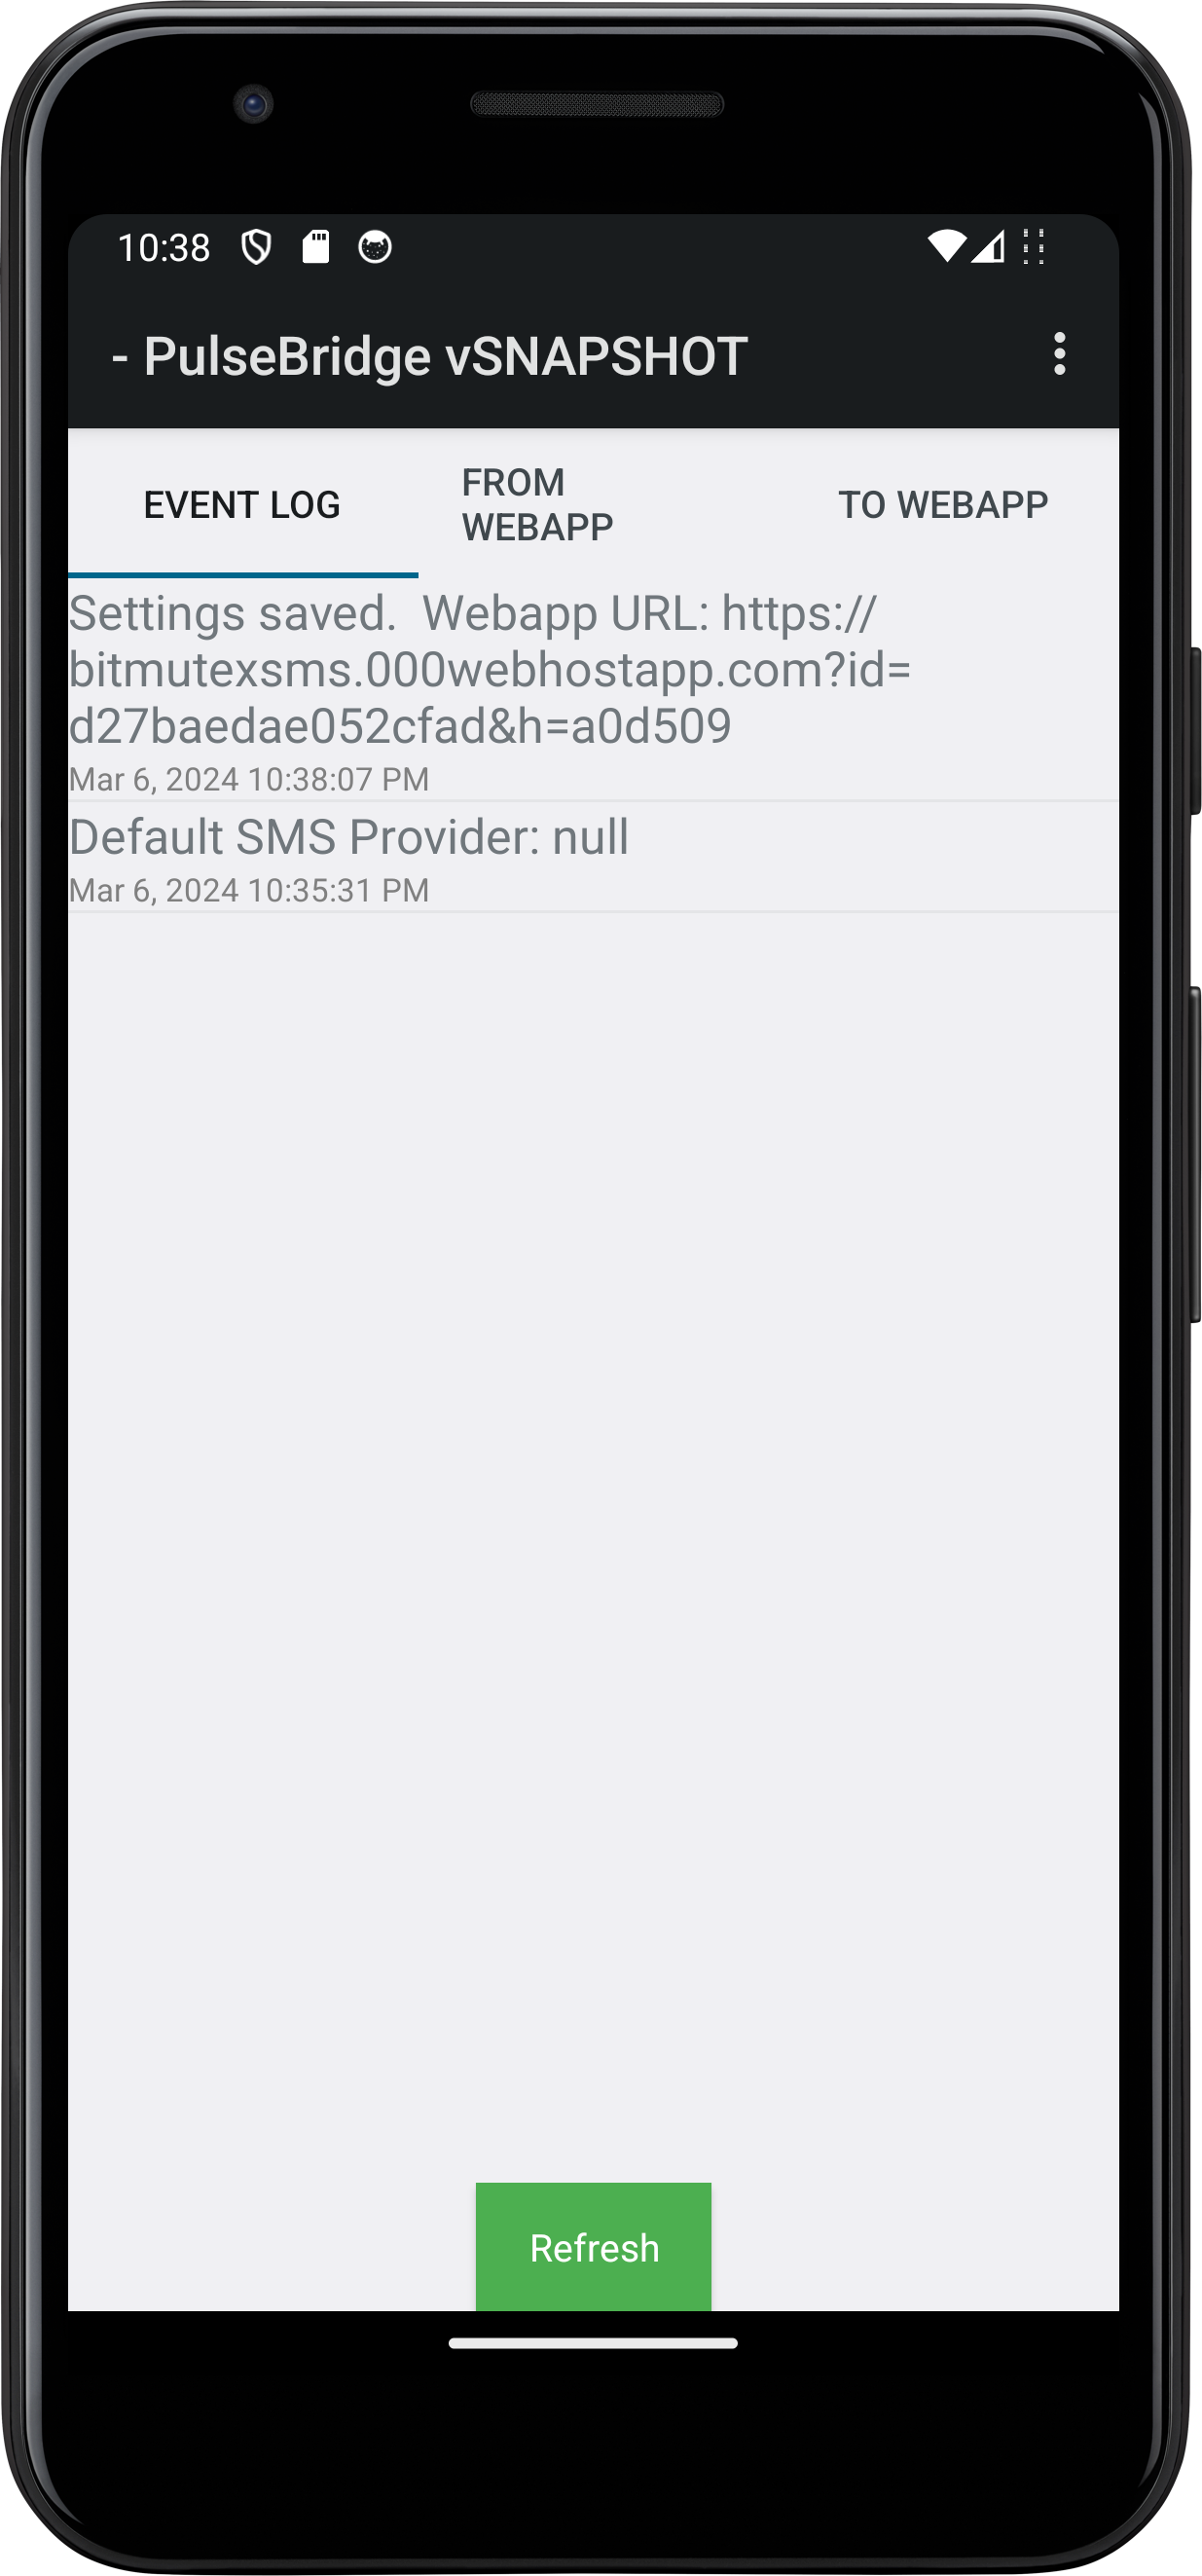 10:38
- PulseBridge vSNAPSHOT
EVENT LOG
FROM
WEBAPP
TO WEBAPP
Settings saved.  Webapp URL: https://
bitmutexsms.000webhostapp.com?id=
d27baedae052cfad&h=a0d509
Mar 6, 2024 10:38:07 PM
Default SMS Provider: null
Mar 6, 2024 10:35:31 PM
Refresh